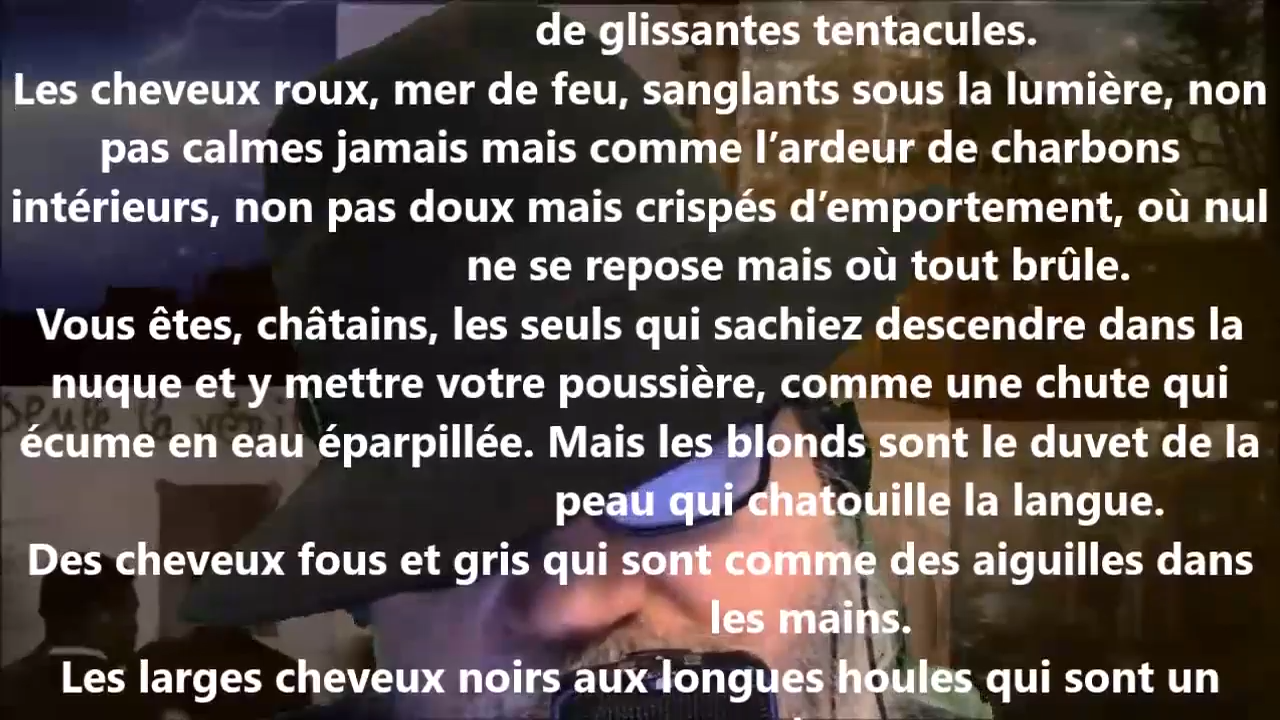 de glissantes tentacules.
Les cheveux roux, mer de feu, sanglants sous la lumière, non
pas calmes jamais mais comme l’ardeur de charbons
intérieurs, non pas doux mais crispés d’emportement, où nul
ne se repose mais où tout brûle.
Vous êtes, châtains, les seuls qui sachiez descendre dans la
nuque et y mettre votre poussière, comme une chute qui
écume en eau éparpillée. Mais les blonds sont le duvet de la
peau qui chatouille la langue.
Des cheveux fous et gris qui sont comme des aiguilles dans
les mains.
Les larges cheveux noirs aux longues houles qui sont un